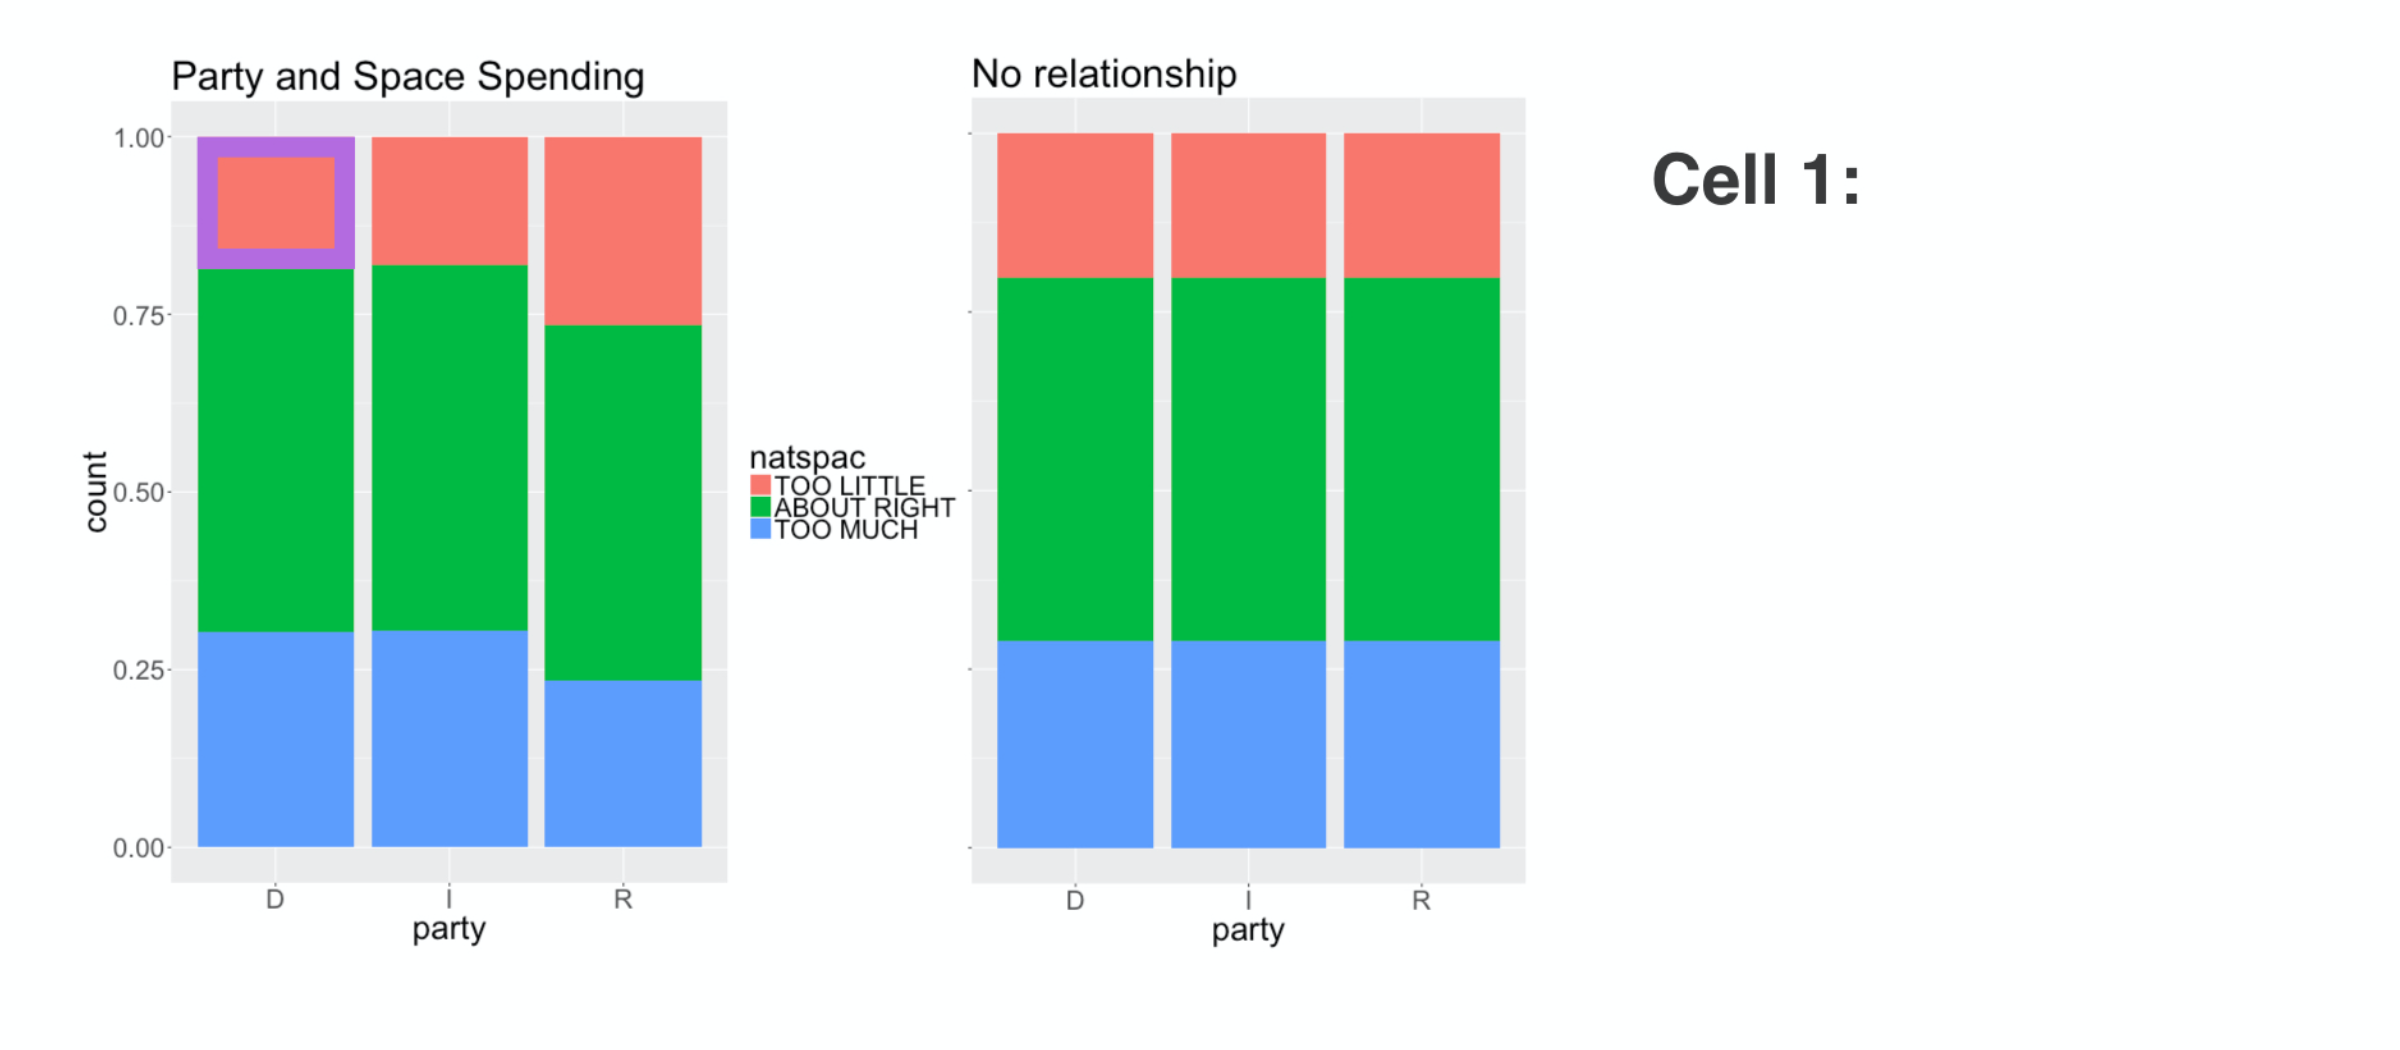 Party and Space Spending
1.00
0.75
0.50
0.25
0.00
count
D I R
party
natspac
TOO LITTLE
ABOUT RIGHT
TOO MUCH
No relationship
D I R
party
Cell 1: